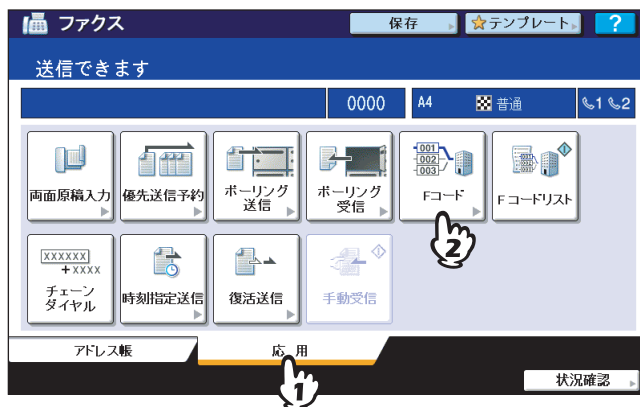 ファクス
保存
テンプレート
?
送信できます
0000
A4
普通
1
2
両面原稿入力
優先送信予約
ポーリング
送信
ポーリング
受信
001
002
003
Fコード
Fコードリスト
XXXXXX
+XXXX
チェーン
ダイヤル
時刻指定送信
復活送信
手動受信
2
アドレス帳
応 用
1
状況確認